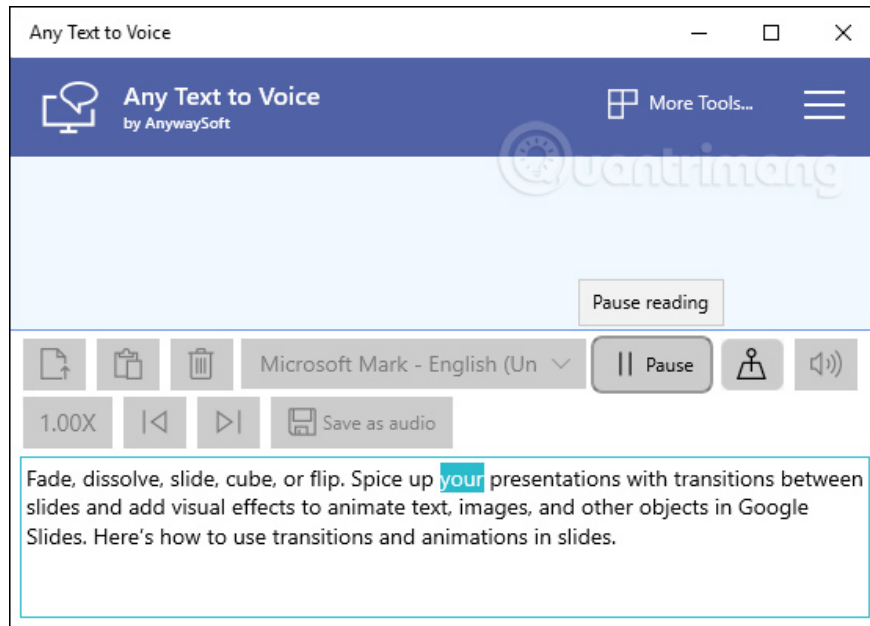 Any Text to Voice
Any Text to Voice
by AnywaySoft
More Tools...
Quantrimang
Pause reading
Microsoft Mark - English (Un
Pause
1.00X
Save as audio
Fade, dissolve, slide, cube, or flip. Spice up your presentations with transitions between
slides and add visual effects to animate text, images, and other objects in Google
Slides. Here's how to use transitions and animations in slides.